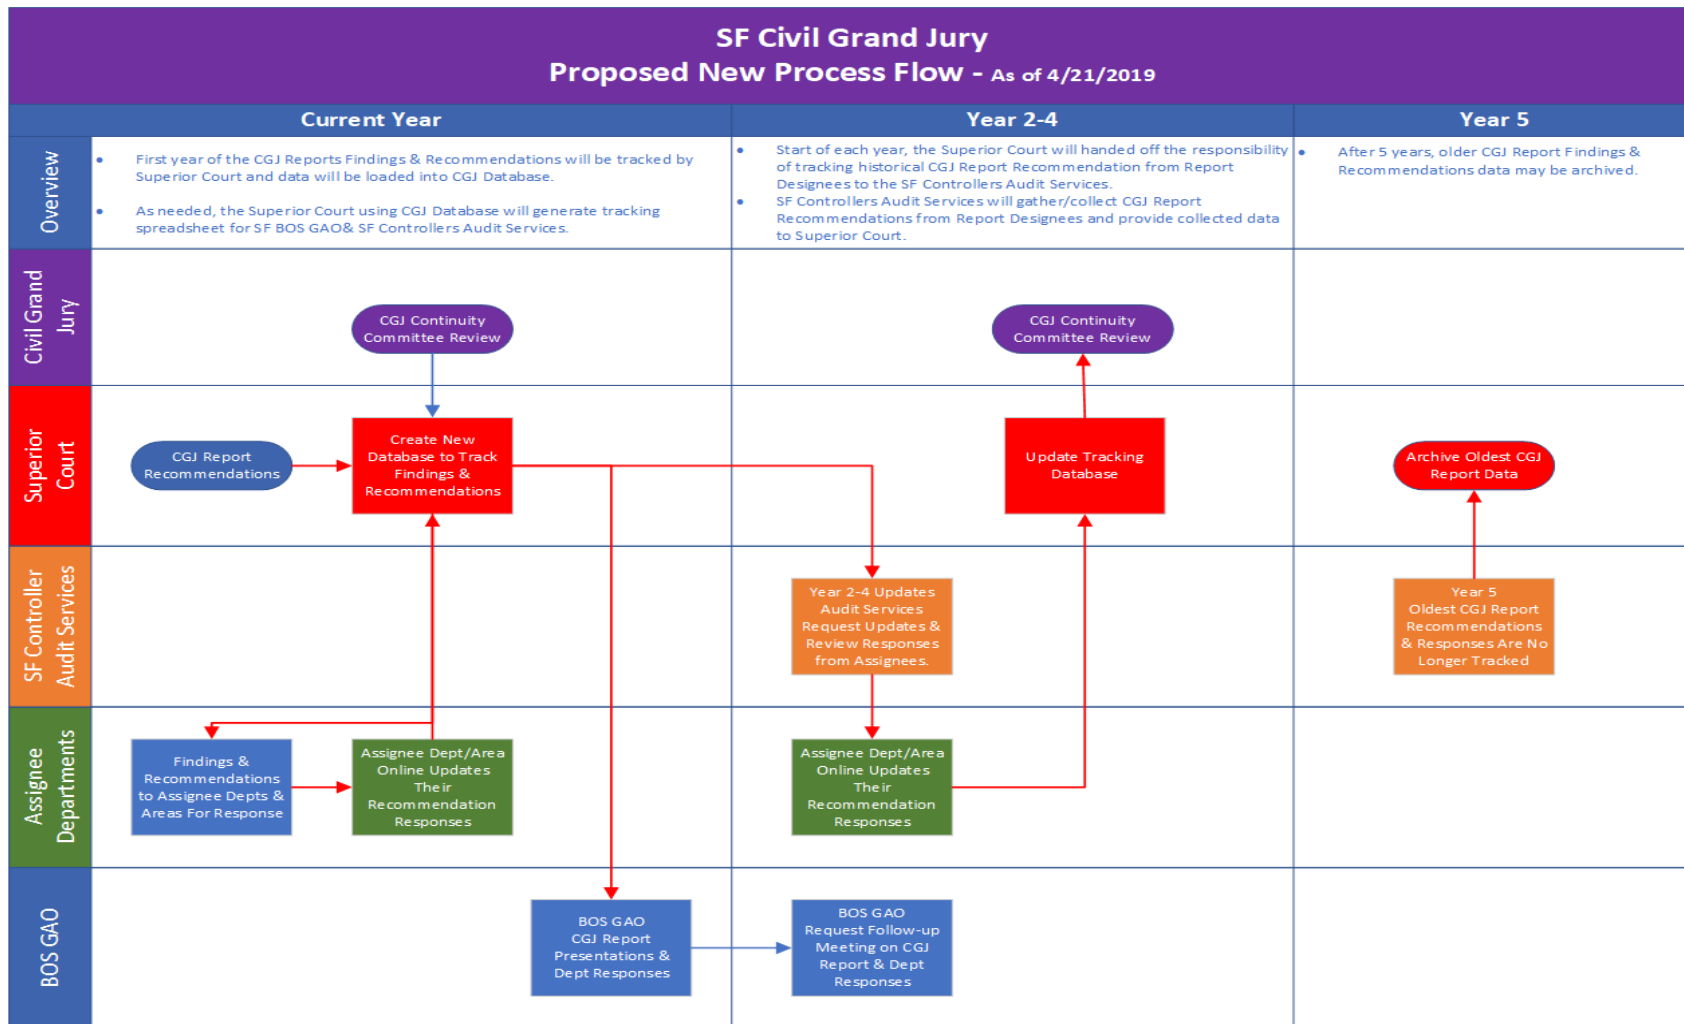 SF Civil Grand Jury
Proposed New Process Flow - As of 4/21/2019
Current Year
Year 2-4
Year 5
Overview
• First year of the CGJ Reports Findings & Recommendations will be tracked by
Superior Court and data will be loaded into CGJ Database.
• As needed, the Superior Court using CGJ Database will generate tracking
spreadsheet for SF BOS GAO& SF Controllers Audit Services.
• Start of each year, the Superior Court will handed off the responsibility
of tracking historical CGJ Report Recommendation from Report
Designees to the SF Controllers Audit Services.
• SF Controllers Audit Services will gather/collect CGJ Report
Recommendations from Report Designees and provide collected data
to Superior Court.
• After 5 years, older CGJ Report Findings &
Recommendations data may be archived.
Civil Grand
Jury
CGJ Continuity
Committee Review
CGJ Continuity
Committee Review
Superior
Court
CGJ Report
Recommendations
Create New
Database to Track
Findings &
Recommendations
Update Tracking
Database
Archive Oldest CGJ
Report Data
SF Controller
Audit Services
Year 2-4 Updates
Audit Services
Request Updates &
Review Responses
from Assignees.
Year 5
Oldest CGJ Report
Recommendations
& Responses Are No
Longer Tracked
Assignee
Departments
Findings &
Recommendations
to Assignee Depts &
Areas For Response
Assignee Dept/Area
Online Updates
Their
Recommendation
Responses
Assignee Dept/Area
Online Updates
Their
Recommendation
Responses
BOS GAO
BOS GAO
CGJ Report
Presentations &
Dept Responses
BOS GAO
Request Follow-up
Meeting on CGJ
Report & Dept
Responses